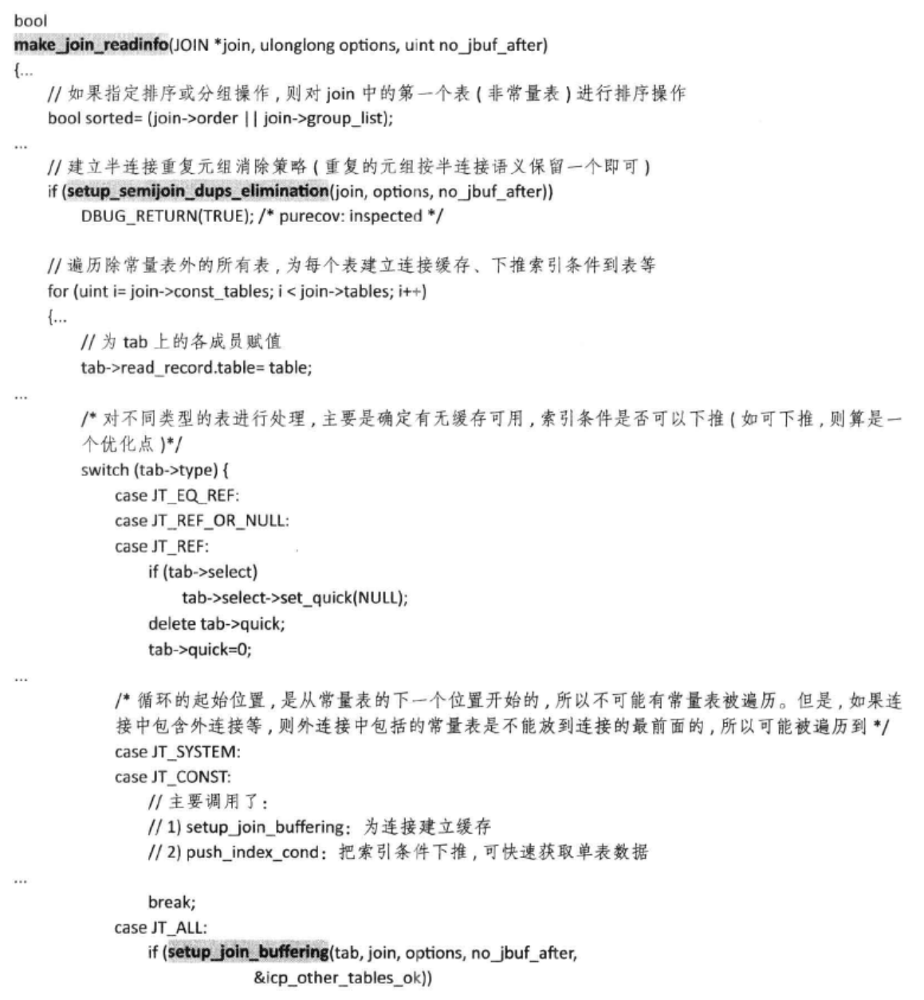 bool
make_join_readinfo(JOIN *join, ulonglong options, uint no_jbuf_after)
{...
// 如果指定排序或分组操作,则对 join 中的第一个表(非常量表)进行排序操作
bool sorted= (join->order || join->group_list);
...
// 建立半连接重复元组消除策略(重复的元组按半连接语义保留一个即可)
if (setup_semijoin_dups_elimination(join, options, no_jbuf_after))
DBUG_RETURN(TRUE); /* purecov: inspected */
// 遍历除常量表外的所有表,为每个表建立连接缓存、下推索引条件到表等
for (uint i= join->const_tables; i < join->tables; i++)
{...
// 为 tab 上的各成员赋值
tab->read_record.table= table;
...
/* 对不同类型的表进行处理,主要是确定有无缓存可用,索引条件是否可以下推(如可下推,则算是一
个优化点)*/
switch (tab->type) {
case JT_EQ_REF:
case JT_REF_OR_NULL:
case JT_REF:
if (tab->select)
tab->select->set_quick(NULL);
delete tab->quick;
tab->quick=0;
...
/* 循环的起始位置,是从常量表的下一个位置开始的,所以不可能有常量表被遍历。但是,如果连
接中包含外连接等,则外连接中包括的常量表是不能放到连接的最前面的,所以可能被遍历到 */
case JT_SYSTEM:
case JT_CONST:
// 主要调用了:
// 1) setup_join_buffering:为连接建立缓存
// 2) push_index_cond:把索引条件下推,可快速获取单表数据
...
break;
case JT_ALL:
if (setup_join_buffering(tab, join, options, no_jbuf_after,
&icp_other_tables_ok))